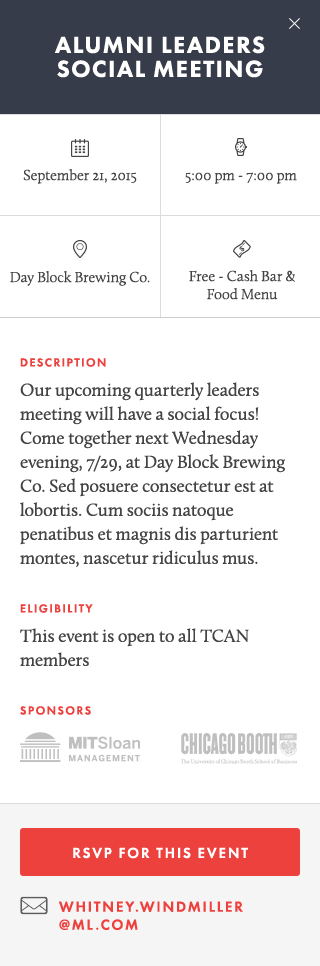 ALUMNI LEADERS
SOCIAL MEETING
September 21, 2015
5:00 pm - 7:00 pm
Day Block Brewing Co.
Free - Cash Bar &
Food Menu
DESCRIPTION
Our upcoming quarterly leaders
meeting will have a social focus!
Come together next Wednesday
evening, 7/29, at Day Block Brewing
Co. Sed posuere consectetur est at
lobortis. Cum sociis natoque
penatibus et magnis dis parturient
montes, nascetur ridiculus mus.
ELIGIBILITY
This event is open to all TCAN
members
SPONSORS
MITSloan
MANAGEMENT
CHICAGO BOOTH
The University of Chicago Booth School of Business
RSVP FOR THIS EVENT
WHITNEY.WINDMILLER
@ML.COM